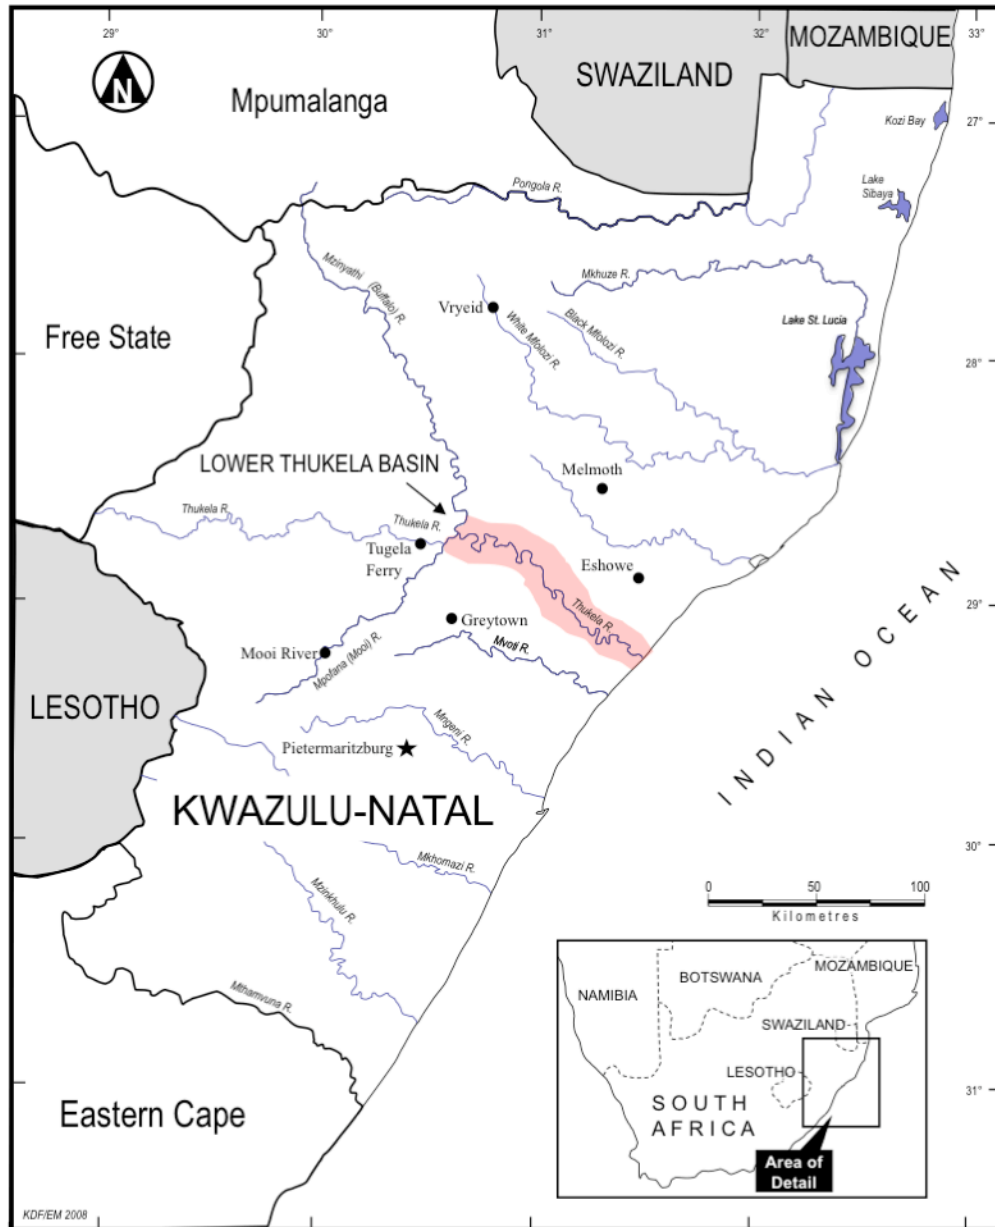 29°
30°
31°
32°
33°
MOZAMBIQUE
SWAZILAND
N
Mpumalanga
Kozi Bay
27°
Lake
Sibaya
Pongola R.
Mzinyathi (Buffalo) R.
Mkhuze R.
Vryeid
White Mfolozi R.
Black Mfolozi R.
Lake St. Lucia
Free State
28°
LOWER THUKELA BASIN
Melmoth
Thukela R.
Thukela R.
Tugela
Ferry
Eshowe
Thukela R.
29°
Greytown
Mvoti R.
Mooi River
Mpofana (Mooi) R.
LESOTHO
Mngeni R.
Pietermaritzburg
INDIAN OCEAN
KWAZULU-NATAL
30°
Mkhomazi R.
Mzinkhulu R.
0 50 100
Kilometres
Mthamvuna R.
Eastern Cape
31°
NAMIBIA
BOTSWANA
MOZAMBIQUE
SWAZILAND
LESOTHO
SOUTH
AFRICA
Area of
Detail
KDF/EM 2008